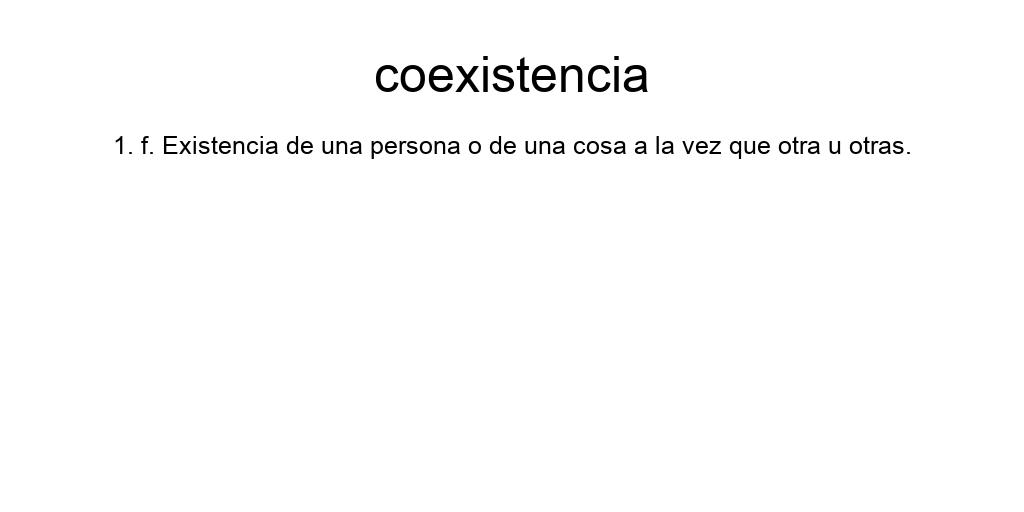 coexistencia
1. f. Existencia de una persona o de una cosa a la vez que otra u otras.